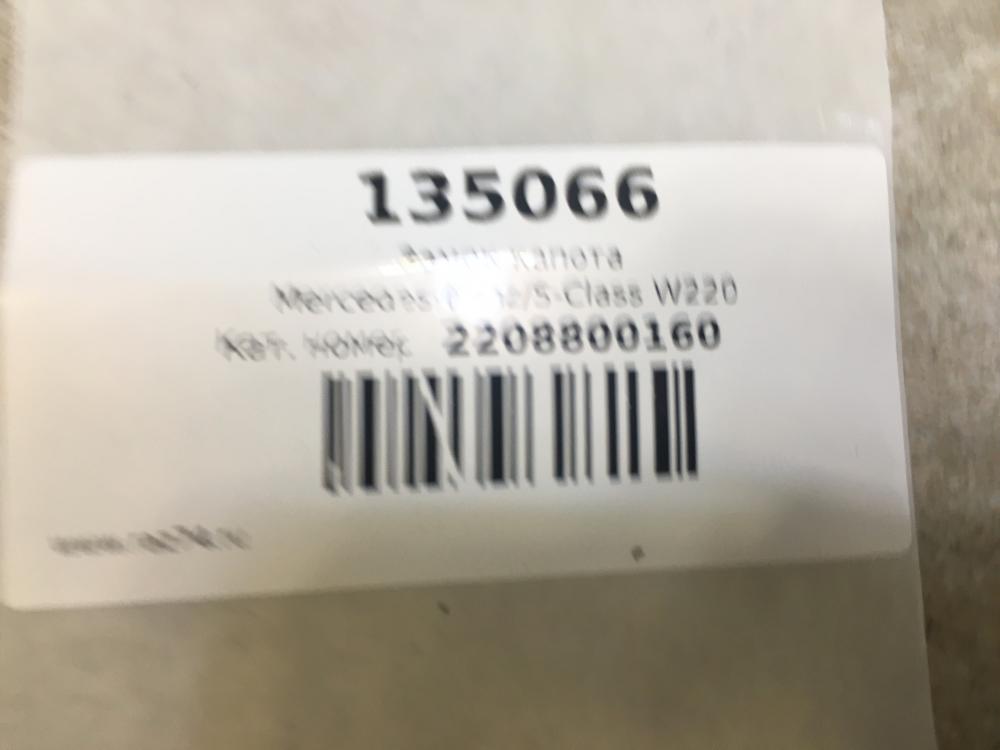 135066
Замок капота
Mercedes-Benz/S-Class W220
Кат. номер 2208800160